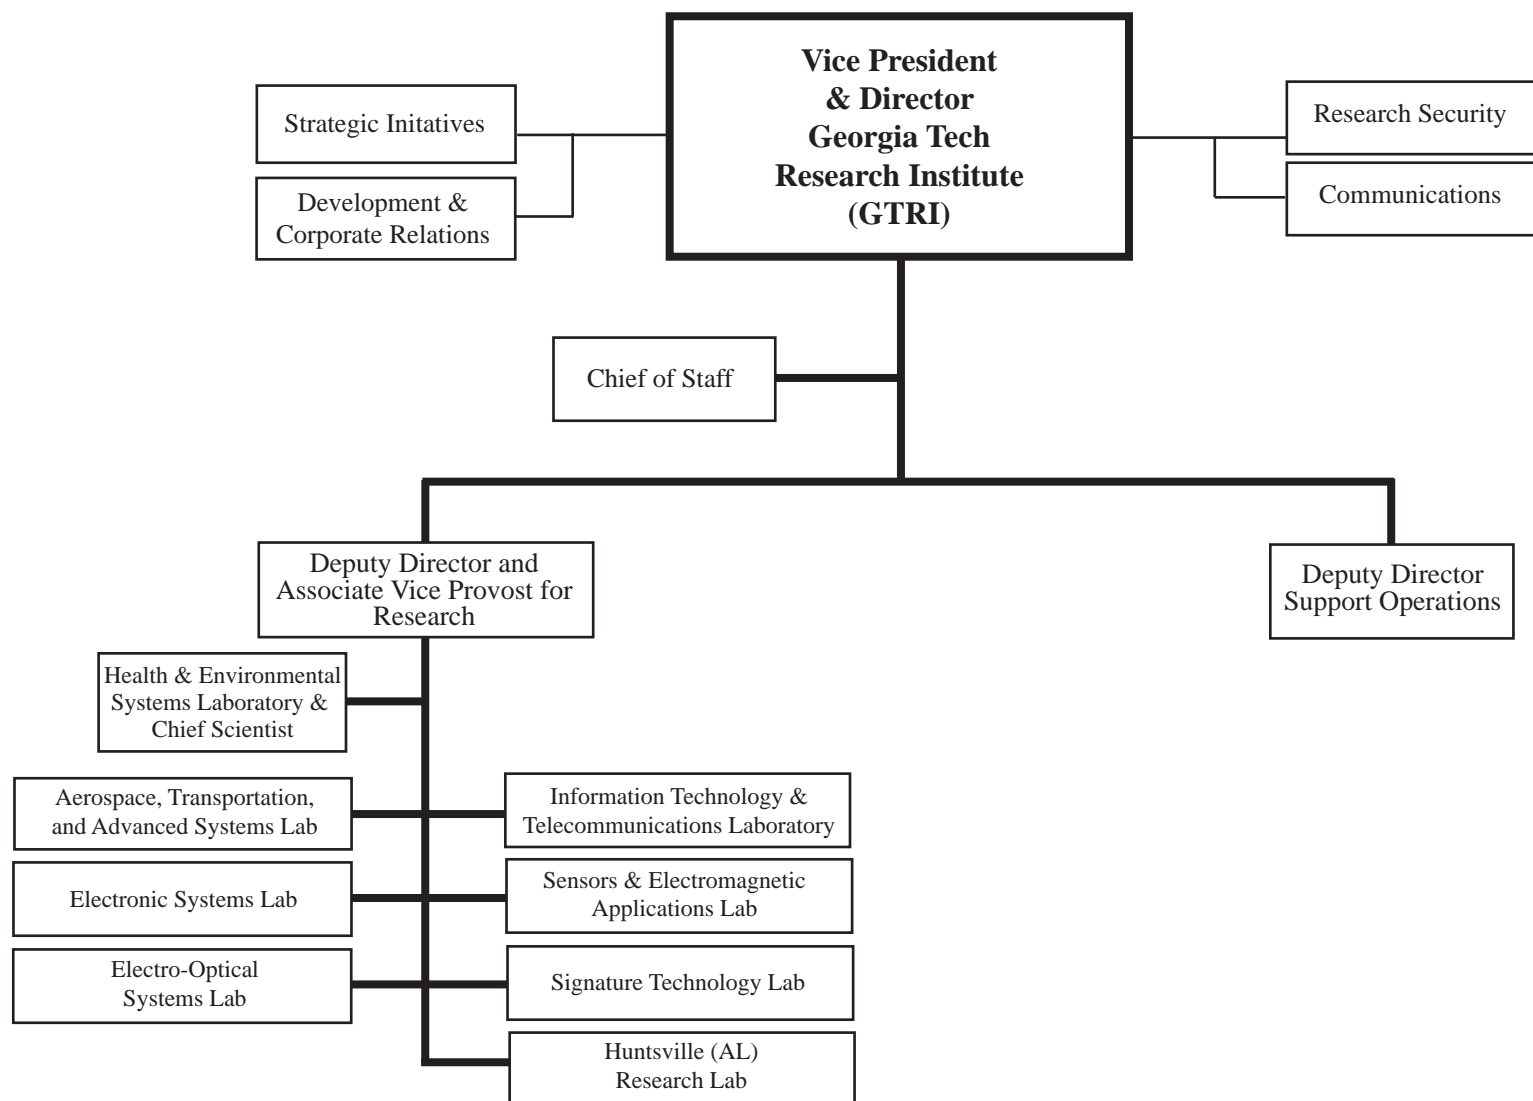 Vice President
& Director
Georgia Tech
Research Institute
(GTRI)
Strategic Initatives
Development &
Corporate Relations
Research Security
Communications
Chief of Staff
Deputy Director and
Associate Vice Provost for
Research
Deputy Director
Support Operations
Health & Environmental
Systems Laboratory &
Chief Scientist
Aerospace, Transportation,
and Advanced Systems Lab
Information Technology &
Telecommunications Laboratory
Electronic Systems Lab
Sensors & Electromagnetic
Applications Lab
Electro-Optical
Systems Lab
Signature Technology Lab
Huntsville (AL)
Research Lab